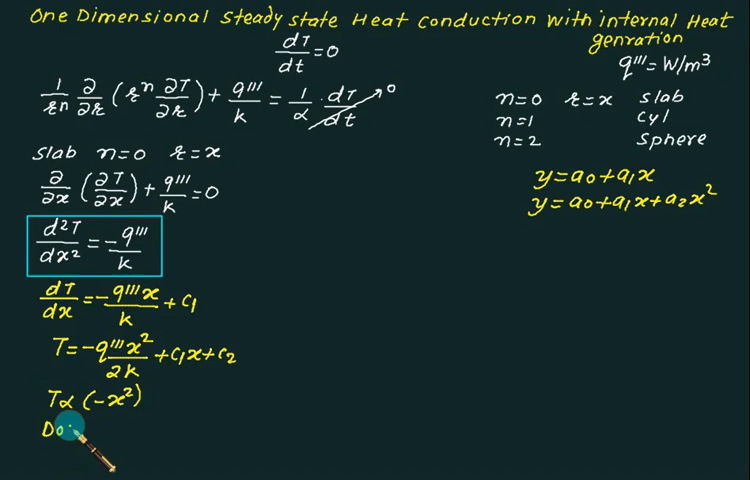 One Dimensional Steady state Heat conduction with internal Heat
genration
dT/dt = 0
q''' = W/m³
1/rⁿ ∂/∂r (rⁿ ∂T/∂r) + q'''/k = 1/α · dT/dt → 0
n=0 r=x slab
n=1 cyl
n=2 sphere
slab n=0 r=x
∂/∂x (∂T/∂x) + q'''/k = 0
y = a0 + a1x
y = a0 + a1x + a2x²
d²T/dx² = -q'''/k
dT/dx = -q'''x/k + c1
T = -q'''x²/2k + c1x + c2
T∝ (-x²)
Do